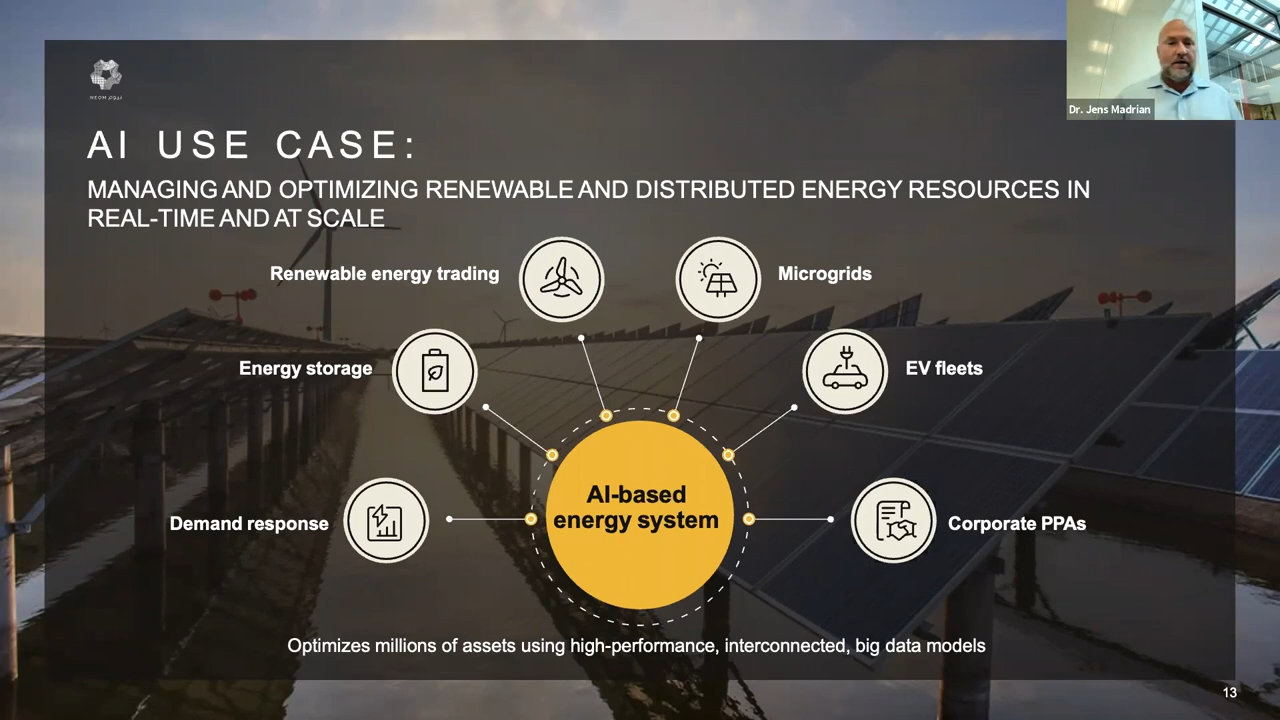 Dr. Jens Madrian
NEOM نيوم
AI USE CASE:
MANAGING AND OPTIMIZING RENEWABLE AND DISTRIBUTED ENERGY RESOURCES IN
REAL-TIME AND AT SCALE
Renewable energy trading
Microgrids
Energy storage
EV fleets
AI-based
energy system
Demand response
Corporate PPAs
Optimizes millions of assets using high-performance, interconnected, big data models
13